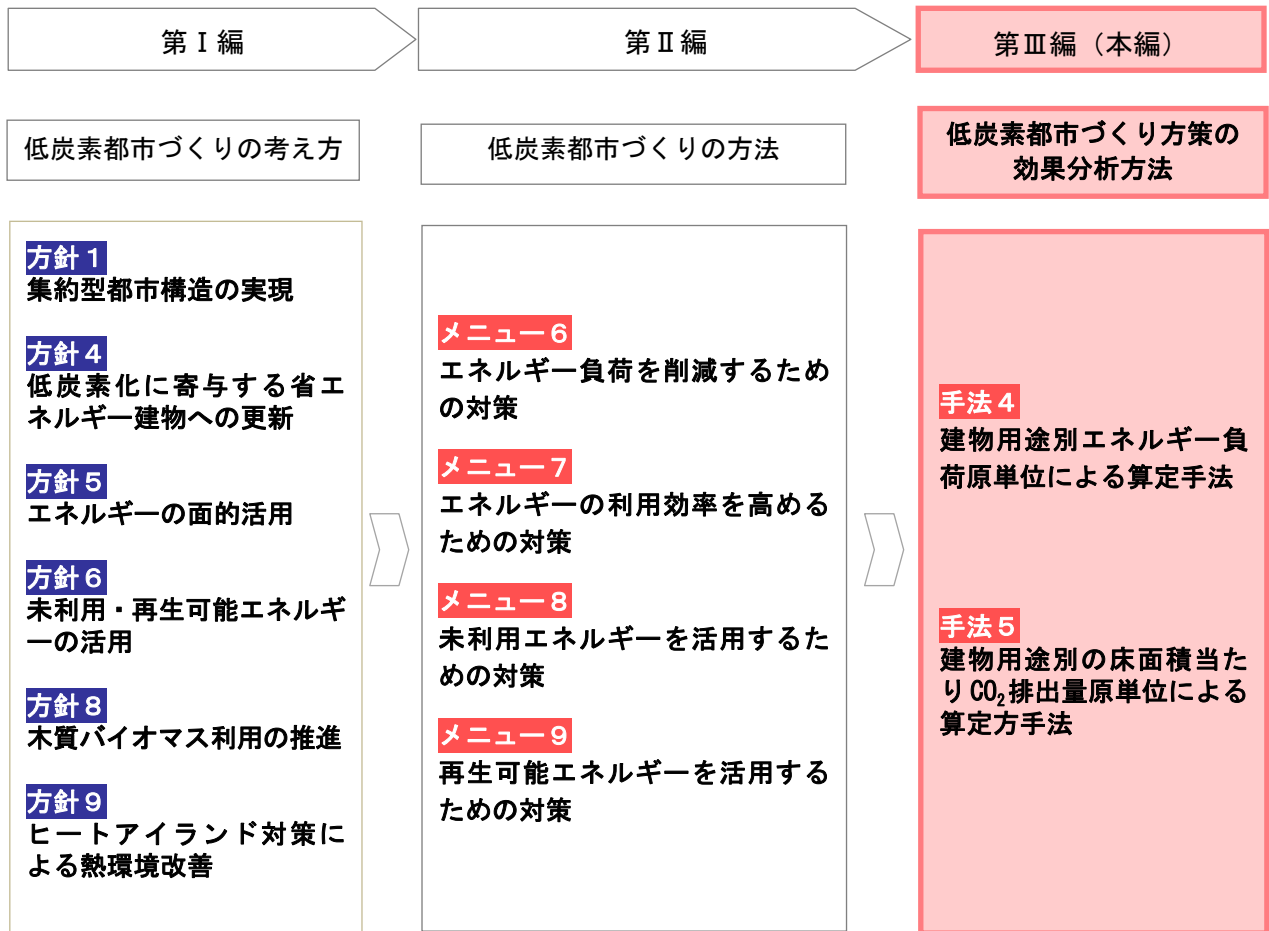 第Ⅰ編
第Ⅱ編
第Ⅲ編（本編）
低炭素都市づくりの考え方
低炭素都市づくりの方法
低炭素都市づくり方策の
効果分析方法
方針１
集約型都市構造の実現
方針４
低炭素化に寄与する省エ
ネルギー建物への更新
方針５
エネルギーの面的活用
方針６
未利用・再生可能エネルギ
ーの活用
方針８
木質バイオマス利用の推進
方針９
ヒートアイランド対策に
よる熱環境改善
メニュー６
エネルギー負荷を削減するため
の対策
メニュー７
エネルギーの利用効率を高める
ための対策
メニュー８
未利用エネルギーを活用するた
めの対策
メニュー９
再生可能エネルギーを活用する
ための対策
手法４
建物用途別エネルギー負
荷原単位による算定手法
手法５
建物用途別の床面積当た
りCO₂排出量原単位による
算定方手法